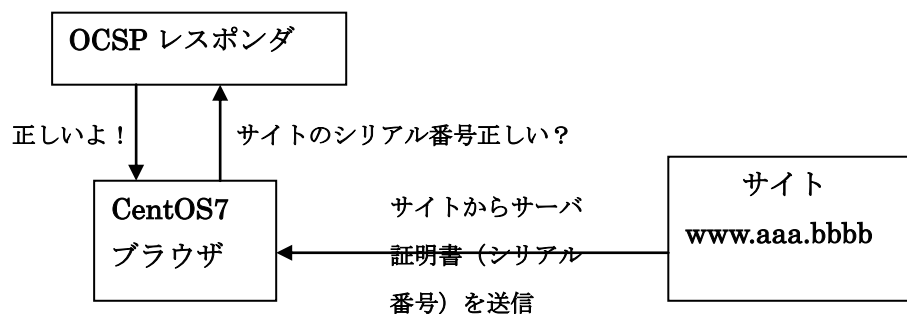 OCSP レスポンダ
正しいよ！
サイトのシリアル番号正しい？
CentOS7
ブラウザ
サイトからサーバ
証明書（シリアル
番号）を送信
サイト
www.aaa.bbbb